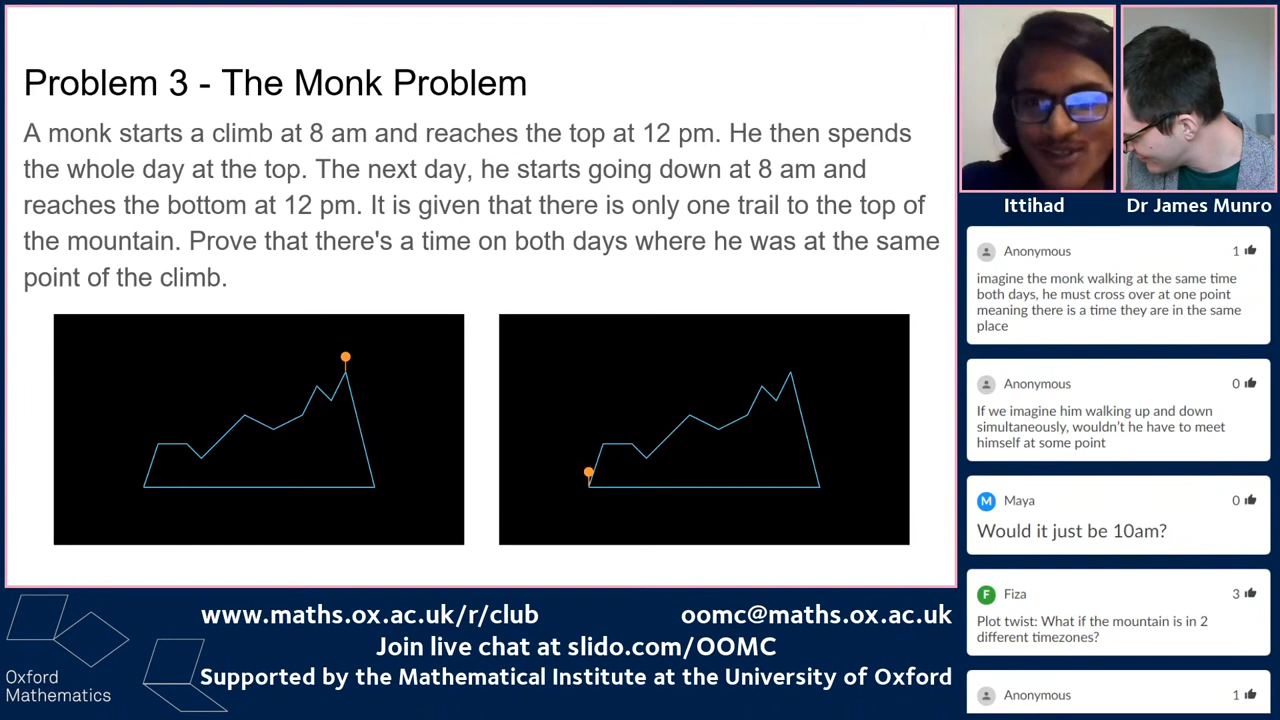 Problem 3 - The Monk Problem
A monk starts a climb at 8 am and reaches the top at 12 pm. He then spends
the whole day at the top. The next day, he starts going down at 8 am and
reaches the bottom at 12 pm. It is given that there is only one trail to the top of
the mountain. Prove that there's a time on both days where he was at the same
point of the climb.
Ittihad
Dr James Munro
Anonymous
1
imagine the monk walking at the same time
both days, he must cross over at one point
meaning there is a time they are in the same
place
Anonymous
0
If we imagine him walking up and down
simultaneously, wouldn't he have to meet
himself at some point
M
Maya
0
Would it just be 10am?
F
Fiza
3
Plot twist: What if the mountain is in 2
different timezones?
Anonymous
1
www.maths.ox.ac.uk/r/club
oomc@maths.ox.ac.uk
Join live chat at slido.com/OOMC
Supported by the Mathematical Institute at the University of Oxford
Oxford
Mathematics